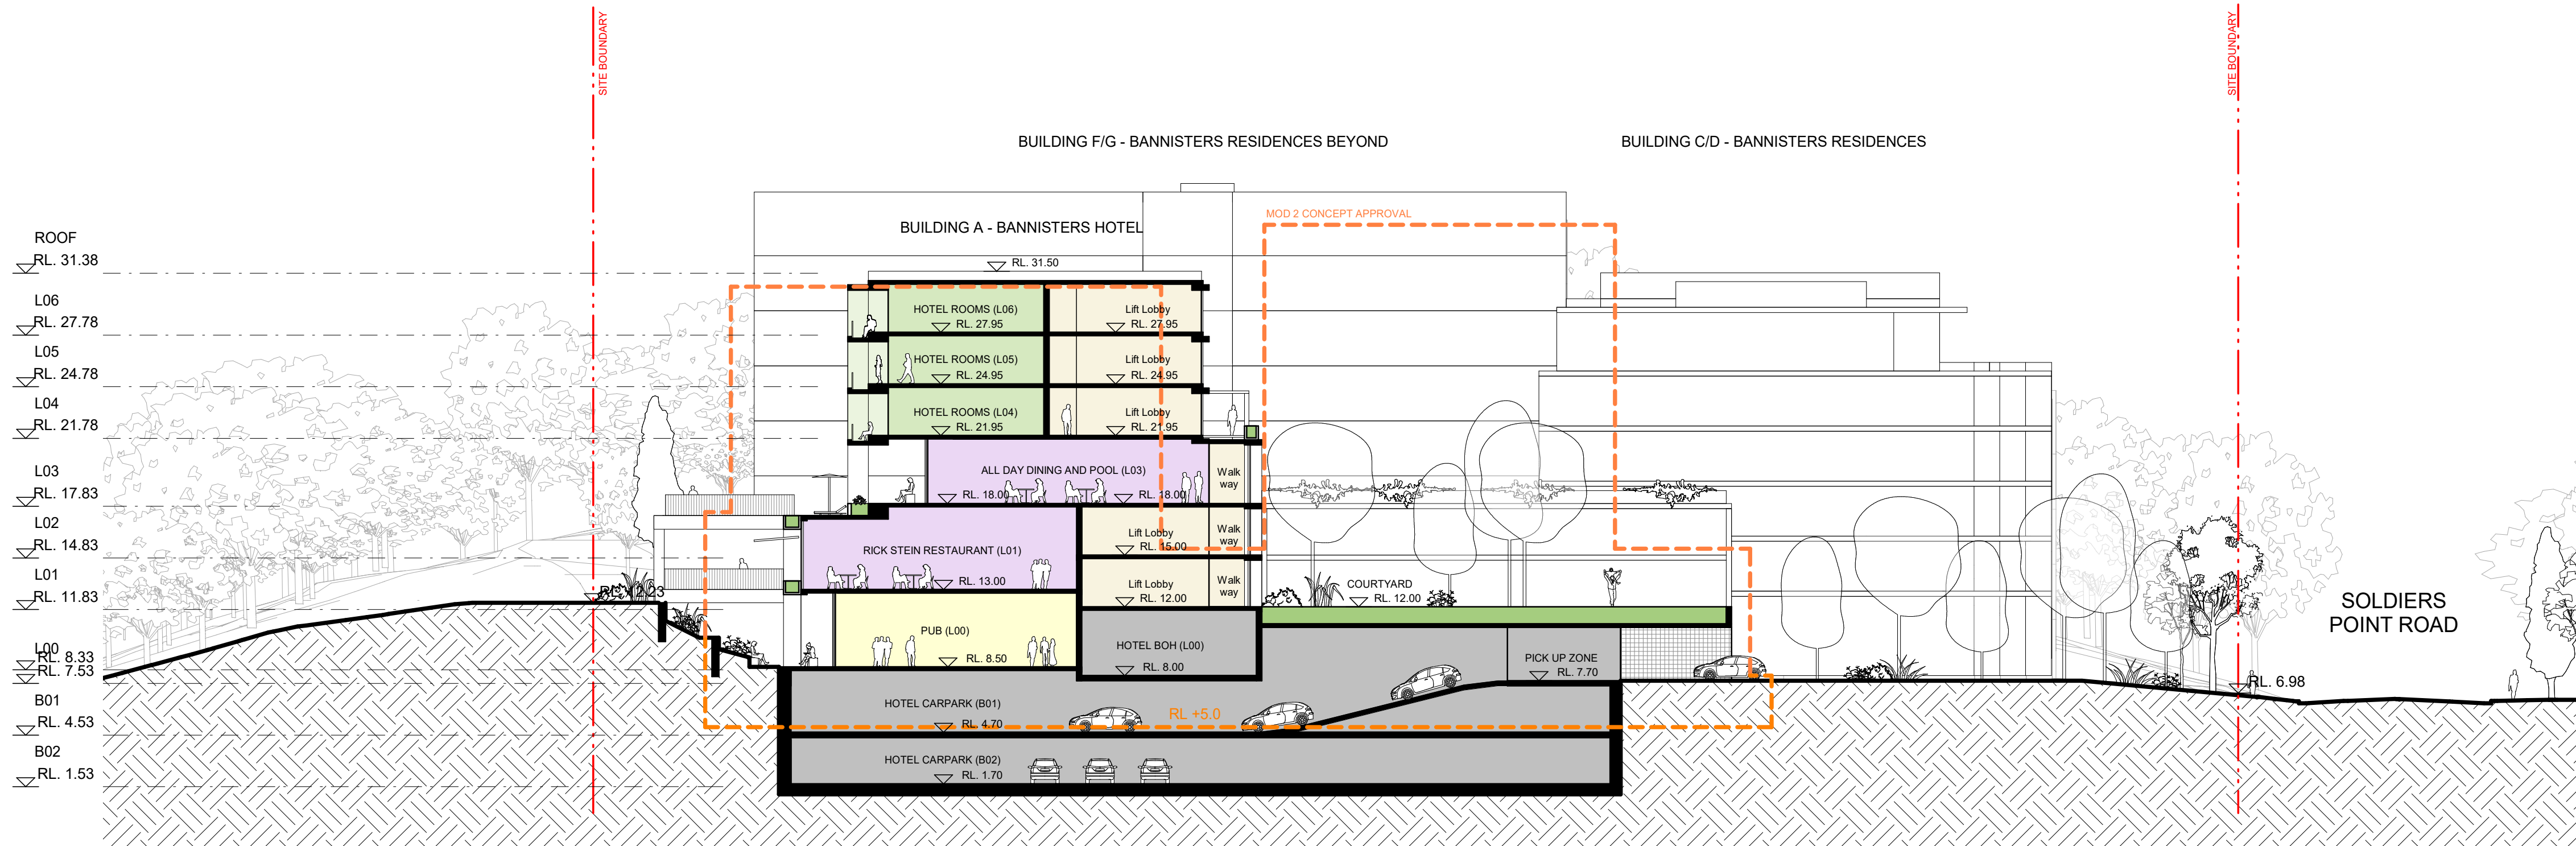 SITE BOUNDARY
SITE BOUNDARY
BUILDING F/G - BANNISTERS RESIDENCES BEYOND
BUILDING C/D - BANNISTERS RESIDENCES
MOD 2 CONCEPT APPROVAL
BUILDING A - BANNISTERS HOTEL
ROOF
RL. 31.38
RL. 31.50
L06
RL. 27.78
HOTEL ROOMS (L06)
RL. 27.95
Lift Lobby
RL. 27.95
L05
RL. 24.78
HOTEL ROOMS (L05)
RL. 24.95
Lift Lobby
RL. 24.95
L04
RL. 21.78
HOTEL ROOMS (L04)
RL. 21.95
Lift Lobby
RL. 21.95
L03
RL. 17.83
ALL DAY DINING AND POOL (L03)
RL. 18.00
RL. 18.00
Walk
way
L02
RL. 14.83
RICK STEIN RESTAURANT (L01)
RL. 13.00
Lift Lobby
RL. 15.00
Walk
way
L01
RL. 11.83
RL. 12.23
Lift Lobby
RL. 12.00
Walk
way
COURTYARD
RL. 12.00
SOLDIERS
POINT ROAD
L00
RL. 8.33
RL. 7.53
PUB (L00)
RL. 8.50
HOTEL BOH (L00)
RL. 8.00
PICK UP ZONE
RL. 7.70
RL. 6.98
B01
RL. 4.53
HOTEL CARPARK (B01)
RL. 4.70
RL +5.0
B02
RL. 1.53
HOTEL CARPARK (B02)
RL. 1.70